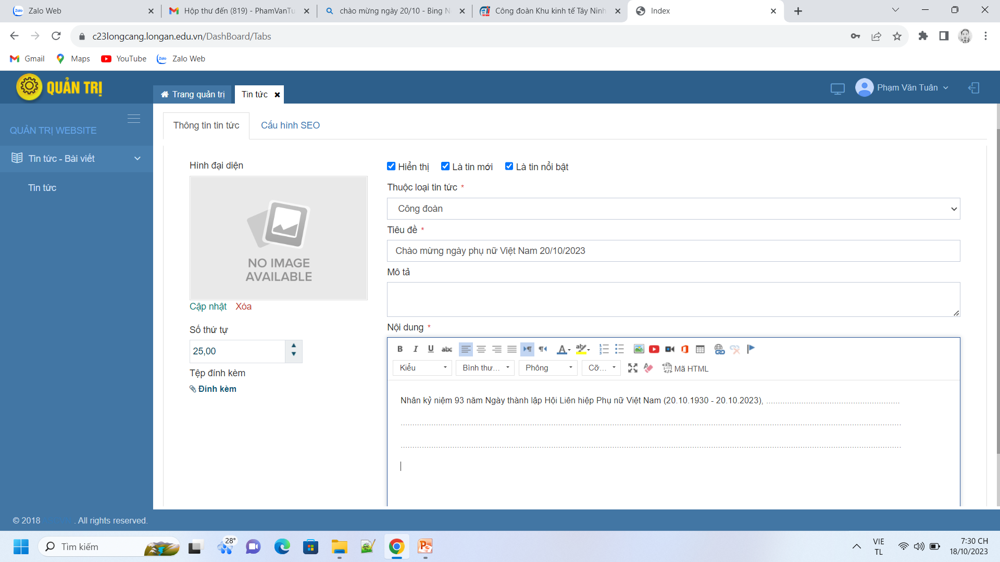 Zalo Web
Hộp thư đến (819) - PhamVanTu
chào mừng ngày 20/10 - Bing N
Công đoàn Khu kinh tế Tây Ninh
Index
c23longcang.longan.edu.vn/DashBoard/Tabs
Gmail
Maps
YouTube
Zalo Web
QUẢN TRỊ
Trang quản trị
Tin tức
Phạm Văn Tuân
QUẢN TRỊ WEBSITE
Tin tức - Bài viết
Tin tức
Thông tin tin tức
Cấu hình SEO
Hình đại diện
NO IMAGE
AVAILABLE
Cập nhật Xóa
Số thứ tự
25,00
Tệp đính kèm
Đính kèm
Hiển thị Là tin mới Là tin nổi bật
Thuộc loại tin tức *
Công đoàn
Tiêu đề *
Chào mừng ngày phụ nữ Việt Nam 20/10/2023
Mô tả
Nội dung *
B I U abc
Kiểu Bình thư... Phông Cỡ... Mã HTML
Nhân kỷ niệm 93 năm Ngày thành lập Hội Liên hiệp Phụ nữ Việt Nam (20.10.1930 - 20.10.2023), .........................................................
................................................................................................................................................................
................................................................................................................................................................
© 2018 . All rights reserved.
Tìm kiếm
28°
VIE
TL
7:30 CH
18/10/2023